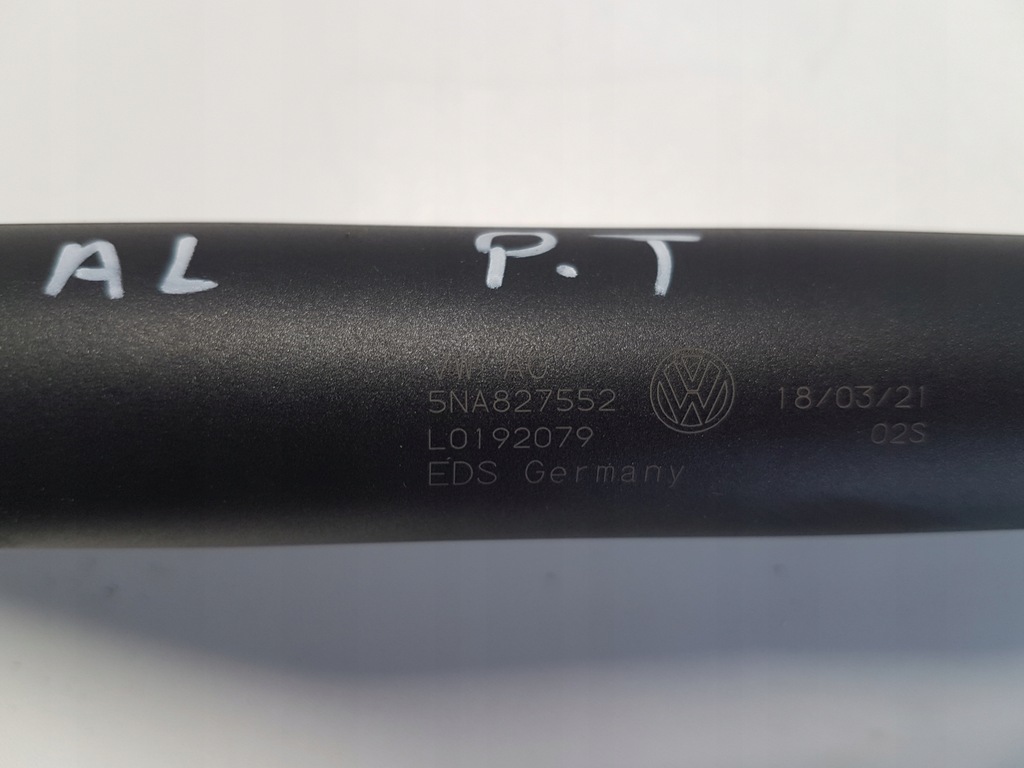 AL P.T
VW AG
5NA827552 18/03/21
L0192079 02S
EDS Germany